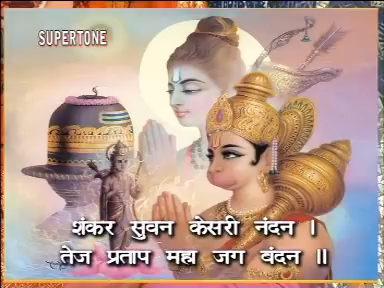 SUPERTONE
शंकर सुवन केसरी नंदन ।
तेज प्रताप महा जग वंदन ॥